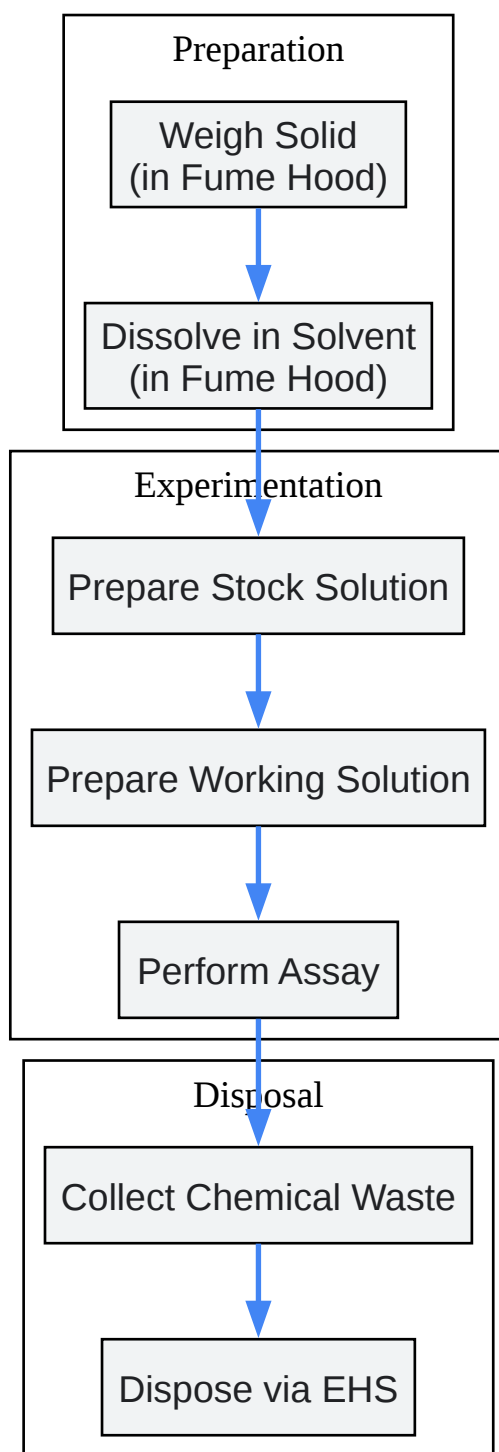 Preparation
Weigh Solid
(in Fume Hood)
Dissolve in Solvent
(in Fume Hood)
Experimentation
Prepare Stock Solution
Prepare Working Solution
Perform Assay
Disposal
Collect Chemical Waste
Dispose via EHS